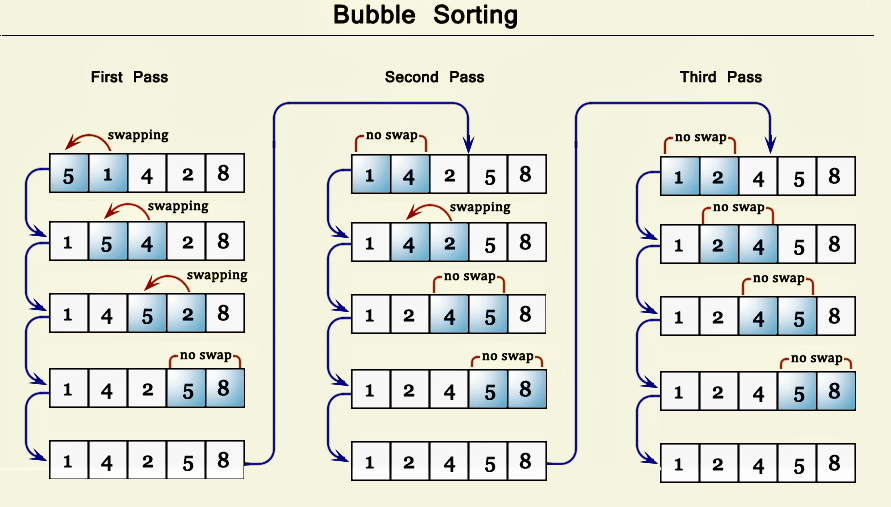 Bubble Sorting
First Pass
swapping
5 1 4 2 8
swapping
1 5 4 2 8
swapping
1 4 5 2 8
no swap
1 4 2 5 8
1 4 2 5 8
Second Pass
no swap
1 4 2 5 8
swapping
1 4 2 5 8
no swap
1 2 4 5 8
no swap
1 2 4 5 8
1 2 4 5 8
Third Pass
no swap
1 2 4 5 8
no swap
1 2 4 5 8
no swap
1 2 4 5 8
no swap
1 2 4 5 8
1 2 4 5 8